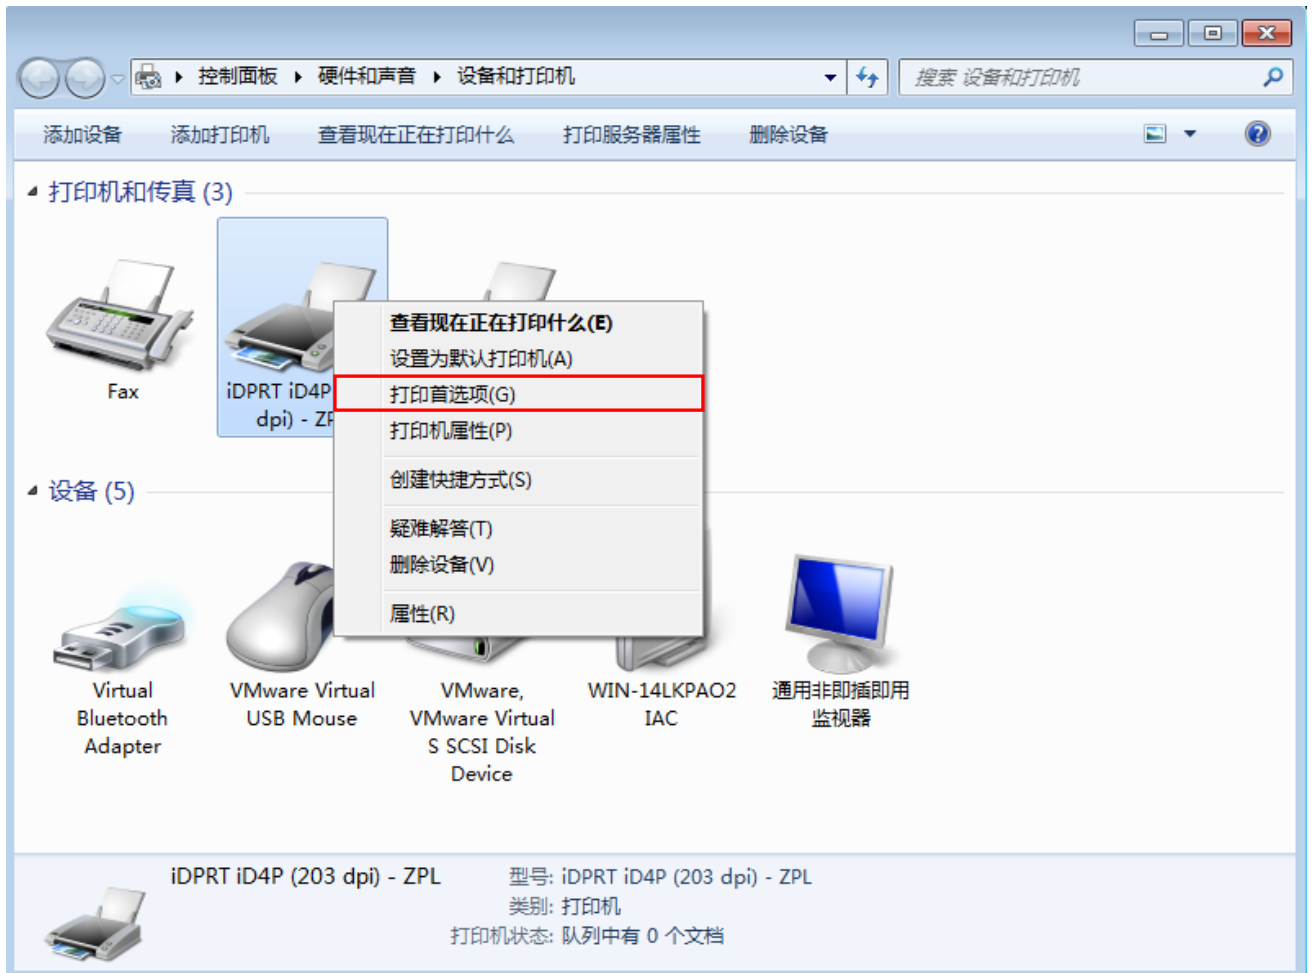 控制面板 硬件和声音 设备和打印机
搜索 设备和打印机
添加设备 添加打印机 查看现在正在打印什么 打印服务器属性 删除设备
打印机和传真 (3)
Fax
iDPRT iD4P
dpi) - ZP
查看现在正在打印什么(E)
设置为默认打印机(A)
打印首选项(G)
打印机属性(P)
创建快捷方式(S)
疑难解答(T)
删除设备(V)
属性(R)
设备 (5)
Virtual
Bluetooth
Adapter
VMware Virtual
USB Mouse
VMware,
VMware Virtual
S SCSI Disk
Device
WIN-14LKPAO2
IAC
通用非即插即用
监视器
iDPRT iD4P (203 dpi) - ZPL
型号: iDPRT iD4P (203 dpi) - ZPL
类别: 打印机
打印机状态: 队列中有 0 个文档